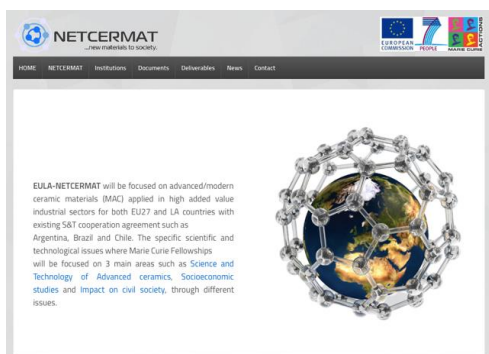 NETCERMAT
...new materials to society.
EUROPEAN
COMMISSION
7
PEOPLE
MARIE CURIE
ACTIONS
HOME NETCERMAT Institutions Documents Deliverables News Contact
EULA-NETCERMAT will be focused on advanced/modern
ceramic materials (MAC) applied in high added value
industrial sectors for both EU27 and LA countries with
existing S&T cooperation agreement such as
Argentina, Brazil and Chile. The specific scientific and
technological issues where Marie Curie Fellowships
will be focused on 3 main areas such as Science and
Technology of Advanced ceramics, Socioeconomic
studies and Impact on civil society, through different
issues.